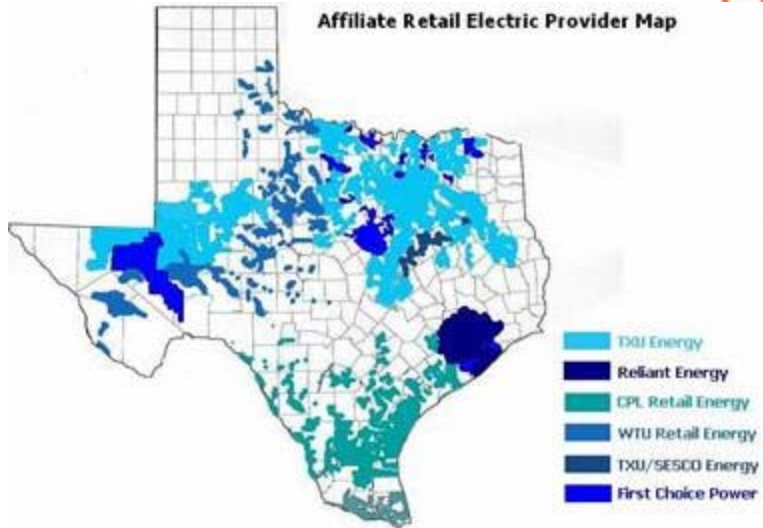 Affiliate Retail Electric Provider Map
TXU Energy
Reliant Energy
CPL Retail Energy
WTU Retail Energy
TXU/SESCO Energy
First Choice Power